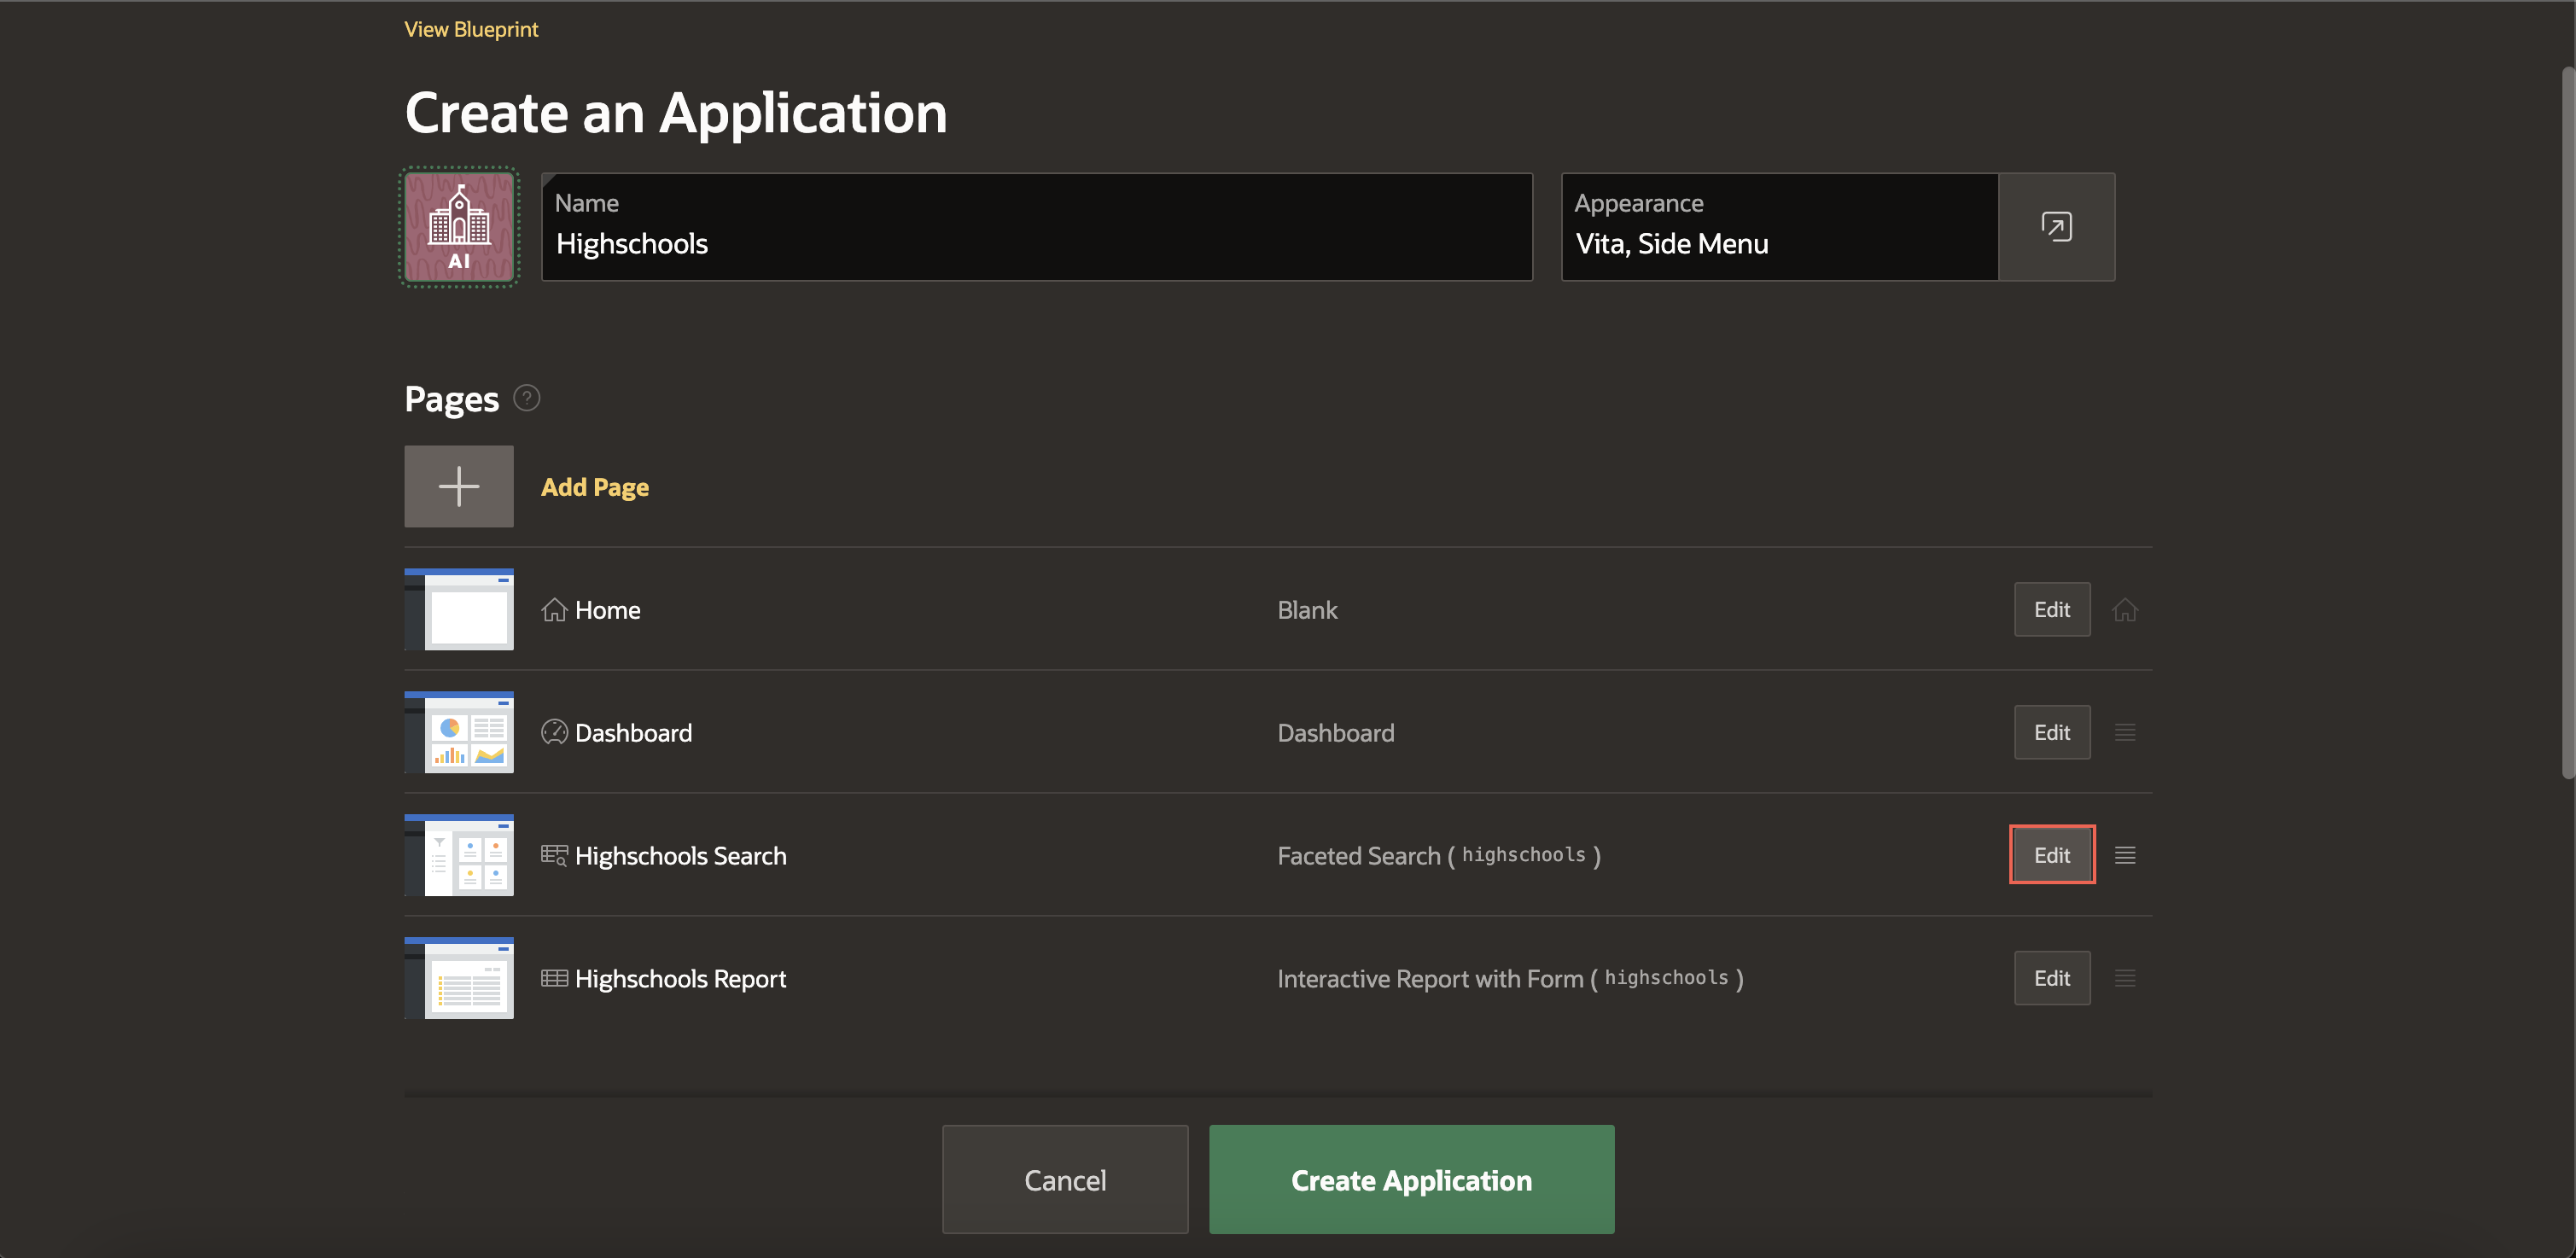 View Blueprint
Create an Application
AI
Name
Highschools
Appearance
Vita, Side Menu
Pages ?
Add Page
Home Blank Edit
Dashboard Dashboard Edit
Highschools Search Faceted Search ( highschools ) Edit
Highschools Report Interactive Report with Form ( highschools ) Edit
Cancel Create Application